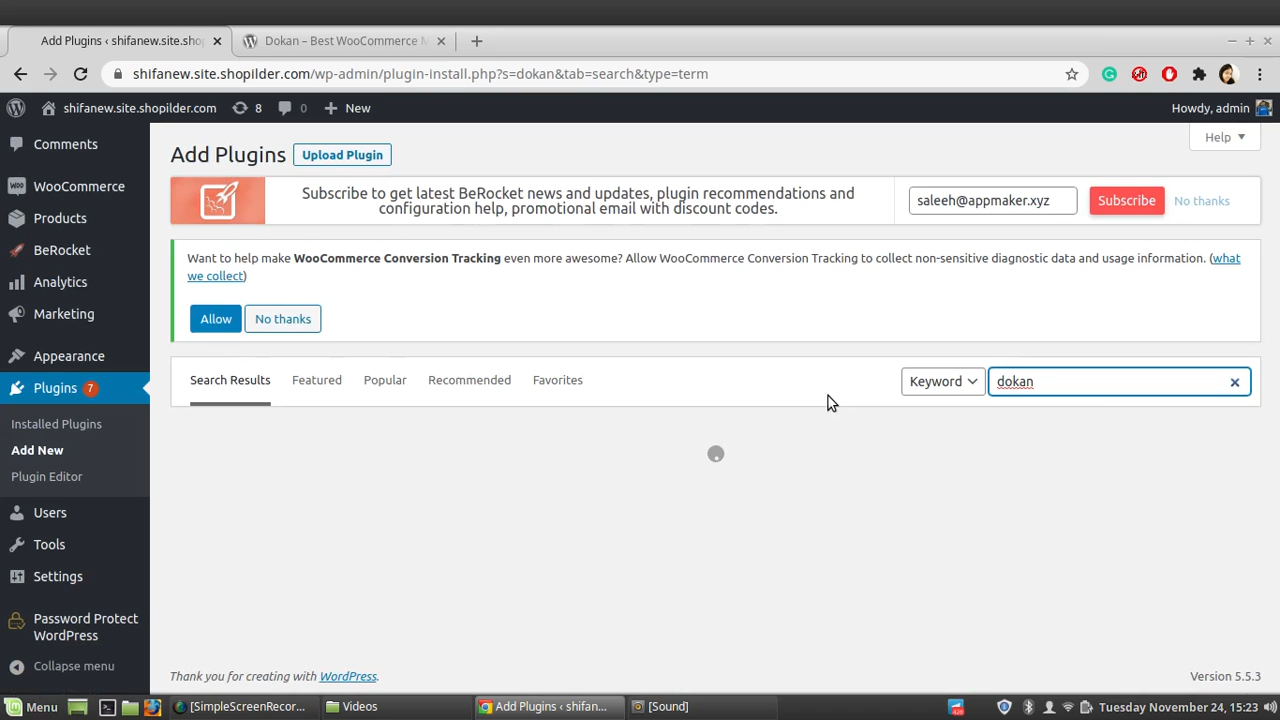 Add Plugins ‹ shifanew.site.shop
Dokan – Best WooCommerce M
shifanew.site.shopilder.com/wp-admin/plugin-install.php?s=dokan&tab=search&type=term
shifanew.site.shopilder.com 8 0 New
Howdy, admin
Comments
WooCommerce
Products
BeRocket
Analytics
Marketing
Appearance
Plugins 7
Installed Plugins
Add New
Plugin Editor
Users
Tools
Settings
Password Protect
WordPress
Collapse menu
Help
Add Plugins Upload Plugin
Subscribe to get latest BeRocket news and updates, plugin recommendations and
configuration help, promotional email with discount codes.
saleeh@appmaker.xyz Subscribe No thanks
Want to help make WooCommerce Conversion Tracking even more awesome? Allow WooCommerce Conversion Tracking to collect non-sensitive diagnostic data and usage information. (what
we collect)
Allow No thanks
Search Results Featured Popular Recommended Favorites Keyword dokan
Thank you for creating with WordPress. Version 5.5.3
Menu [SimpleScreenRecor... Videos Add Plugins ‹ shifane... [Sound] Tuesday November 24, 15:23